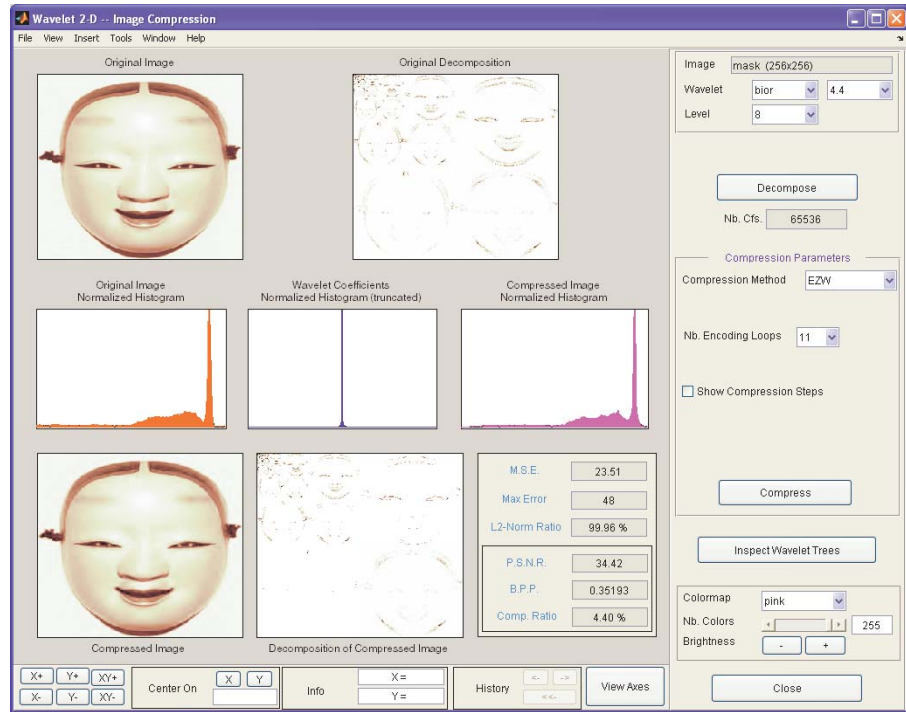 Wavelet 2-D -- Image Compression
File View Insert Tools Window Help
Original Image
Original Decomposition
Original Image
Normalized Histogram
Wavelet Coefficients
Normalized Histogram (truncated)
Compressed Image
Normalized Histogram
M.S.E. 23.51
Max Error 48
L2-Norm Ratio 99.96 %
P.S.N.R. 34.42
B.P.P. 0.35193
Comp. Ratio 4.40 %
Compressed Image
Decomposition of Compressed Image
Image mask (256x256)
Wavelet bior 4.4
Level 8
Decompose
Nb. Cfs. 65536
Compression Parameters
Compression Method EZW
Nb. Encoding Loops 11
Show Compression Steps
Compress
Inspect Wavelet Trees
Colormap pink
Nb. Colors 255
Brightness - +
X+ Y+ XY+
X- Y- XY-
Center On X Y
Info X =
Y =
History <- ->
<<-
View Axes
Close